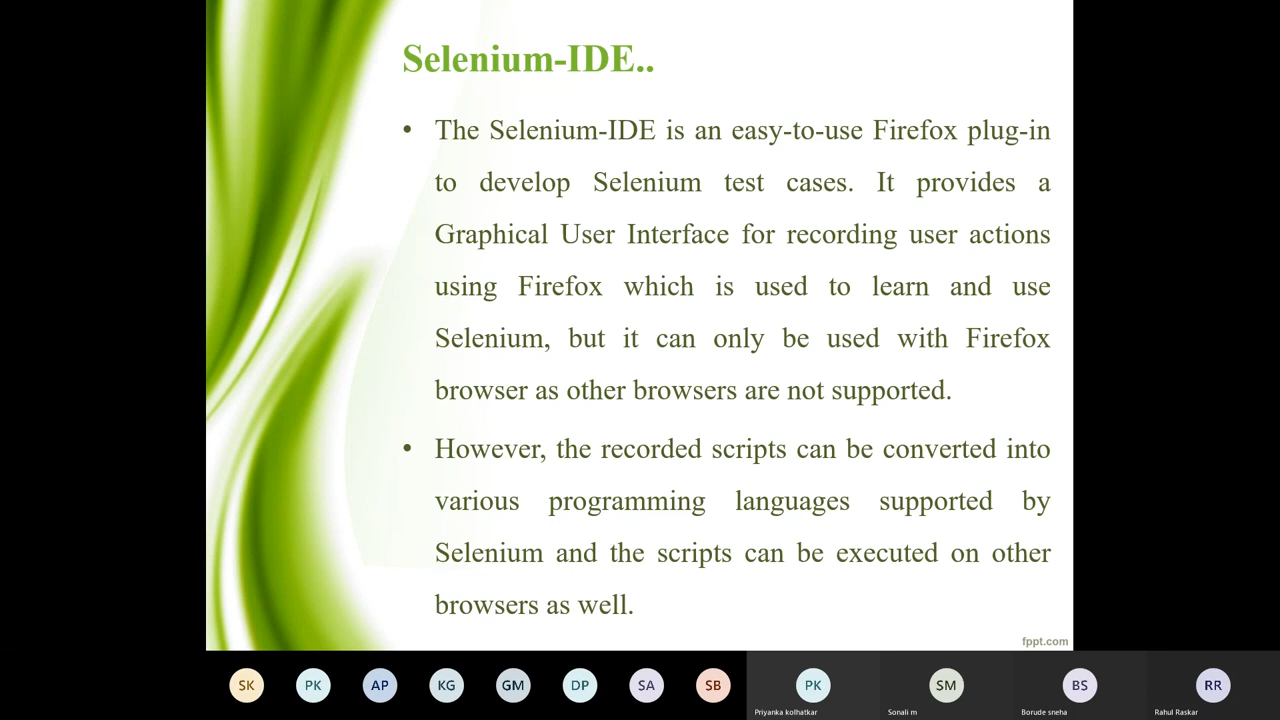 Selenium-IDE..
• The Selenium-IDE is an easy-to-use Firefox plug-in
to develop Selenium test cases. It provides a
Graphical User Interface for recording user actions
using Firefox which is used to learn and use
Selenium, but it can only be used with Firefox
browser as other browsers are not supported.
• However, the recorded scripts can be converted into
various programming languages supported by
Selenium and the scripts can be executed on other
browsers as well.
fppt.com
SK PK AP KG GM DP SA SB PK SM BS RR
Priyanka kolhatkar Sonali m Borude sneha Rahul Raskar